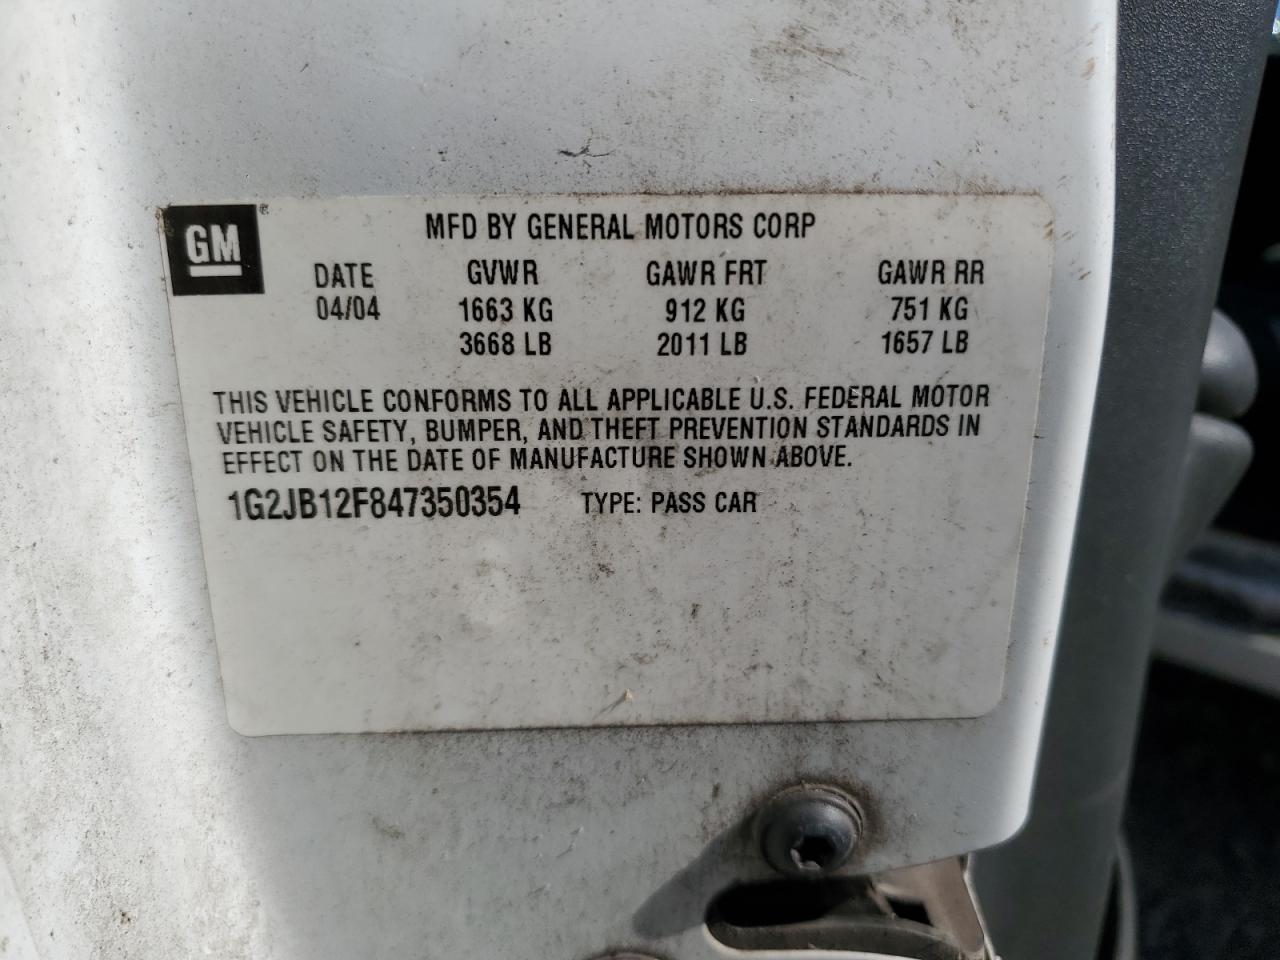 GM®
MFD BY GENERAL MOTORS CORP
DATE GVWR GAWR FRT GAWR RR
04/04 1663 KG 912 KG 751 KG
3668 LB 2011 LB 1657 LB
THIS VEHICLE CONFORMS TO ALL APPLICABLE U.S. FEDERAL MOTOR
VEHICLE SAFETY, BUMPER, AND THEFT PREVENTION STANDARDS IN
EFFECT ON THE DATE OF MANUFACTURE SHOWN ABOVE.
1G2JB12F847350354 TYPE: PASS CAR